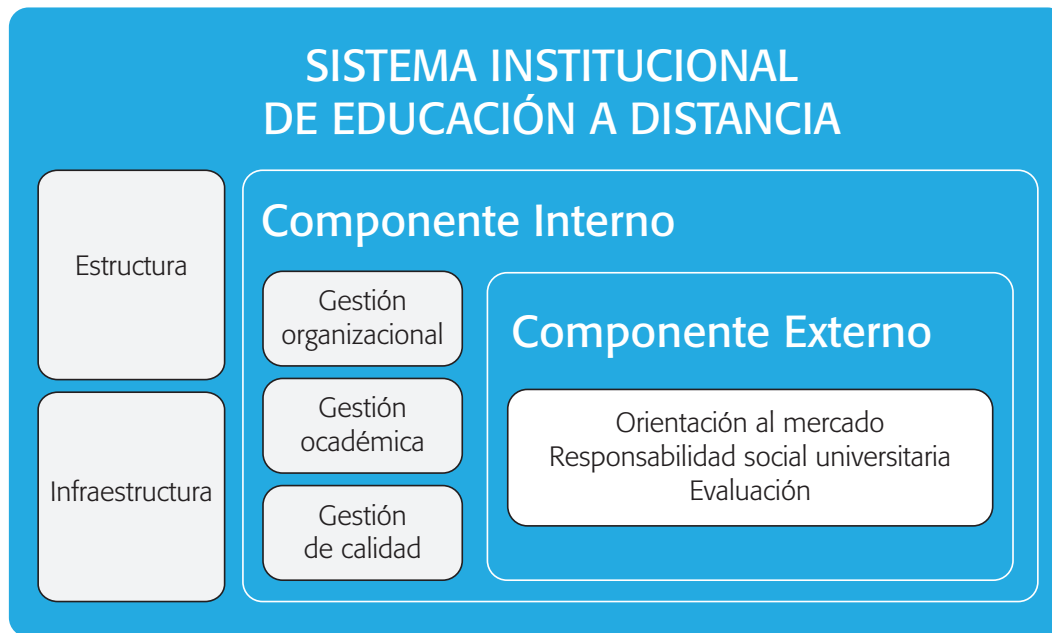 SISTEMA INSTITUCIONAL
DE EDUCACIÓN A DISTANCIA
Estructura
Infraestructura
Componente Interno
Gestión
organizacional
Gestión
ocadémica
Gestión
de calidad
Componente Externo
Orientación al mercado
Responsabilidad social universitaria
Evaluación